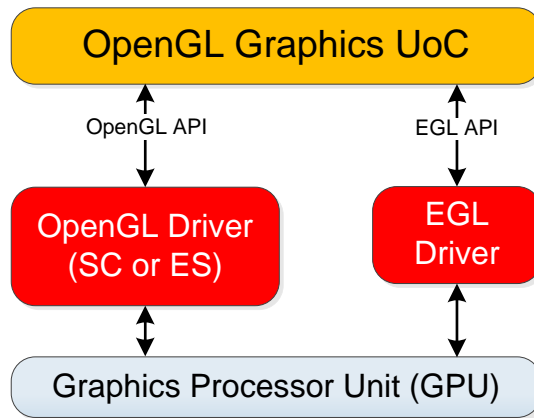 OpenGL Graphics UoC
OpenGL API
EGL API
OpenGL Driver
(SC or ES)
EGL
Driver
Graphics Processor Unit (GPU)